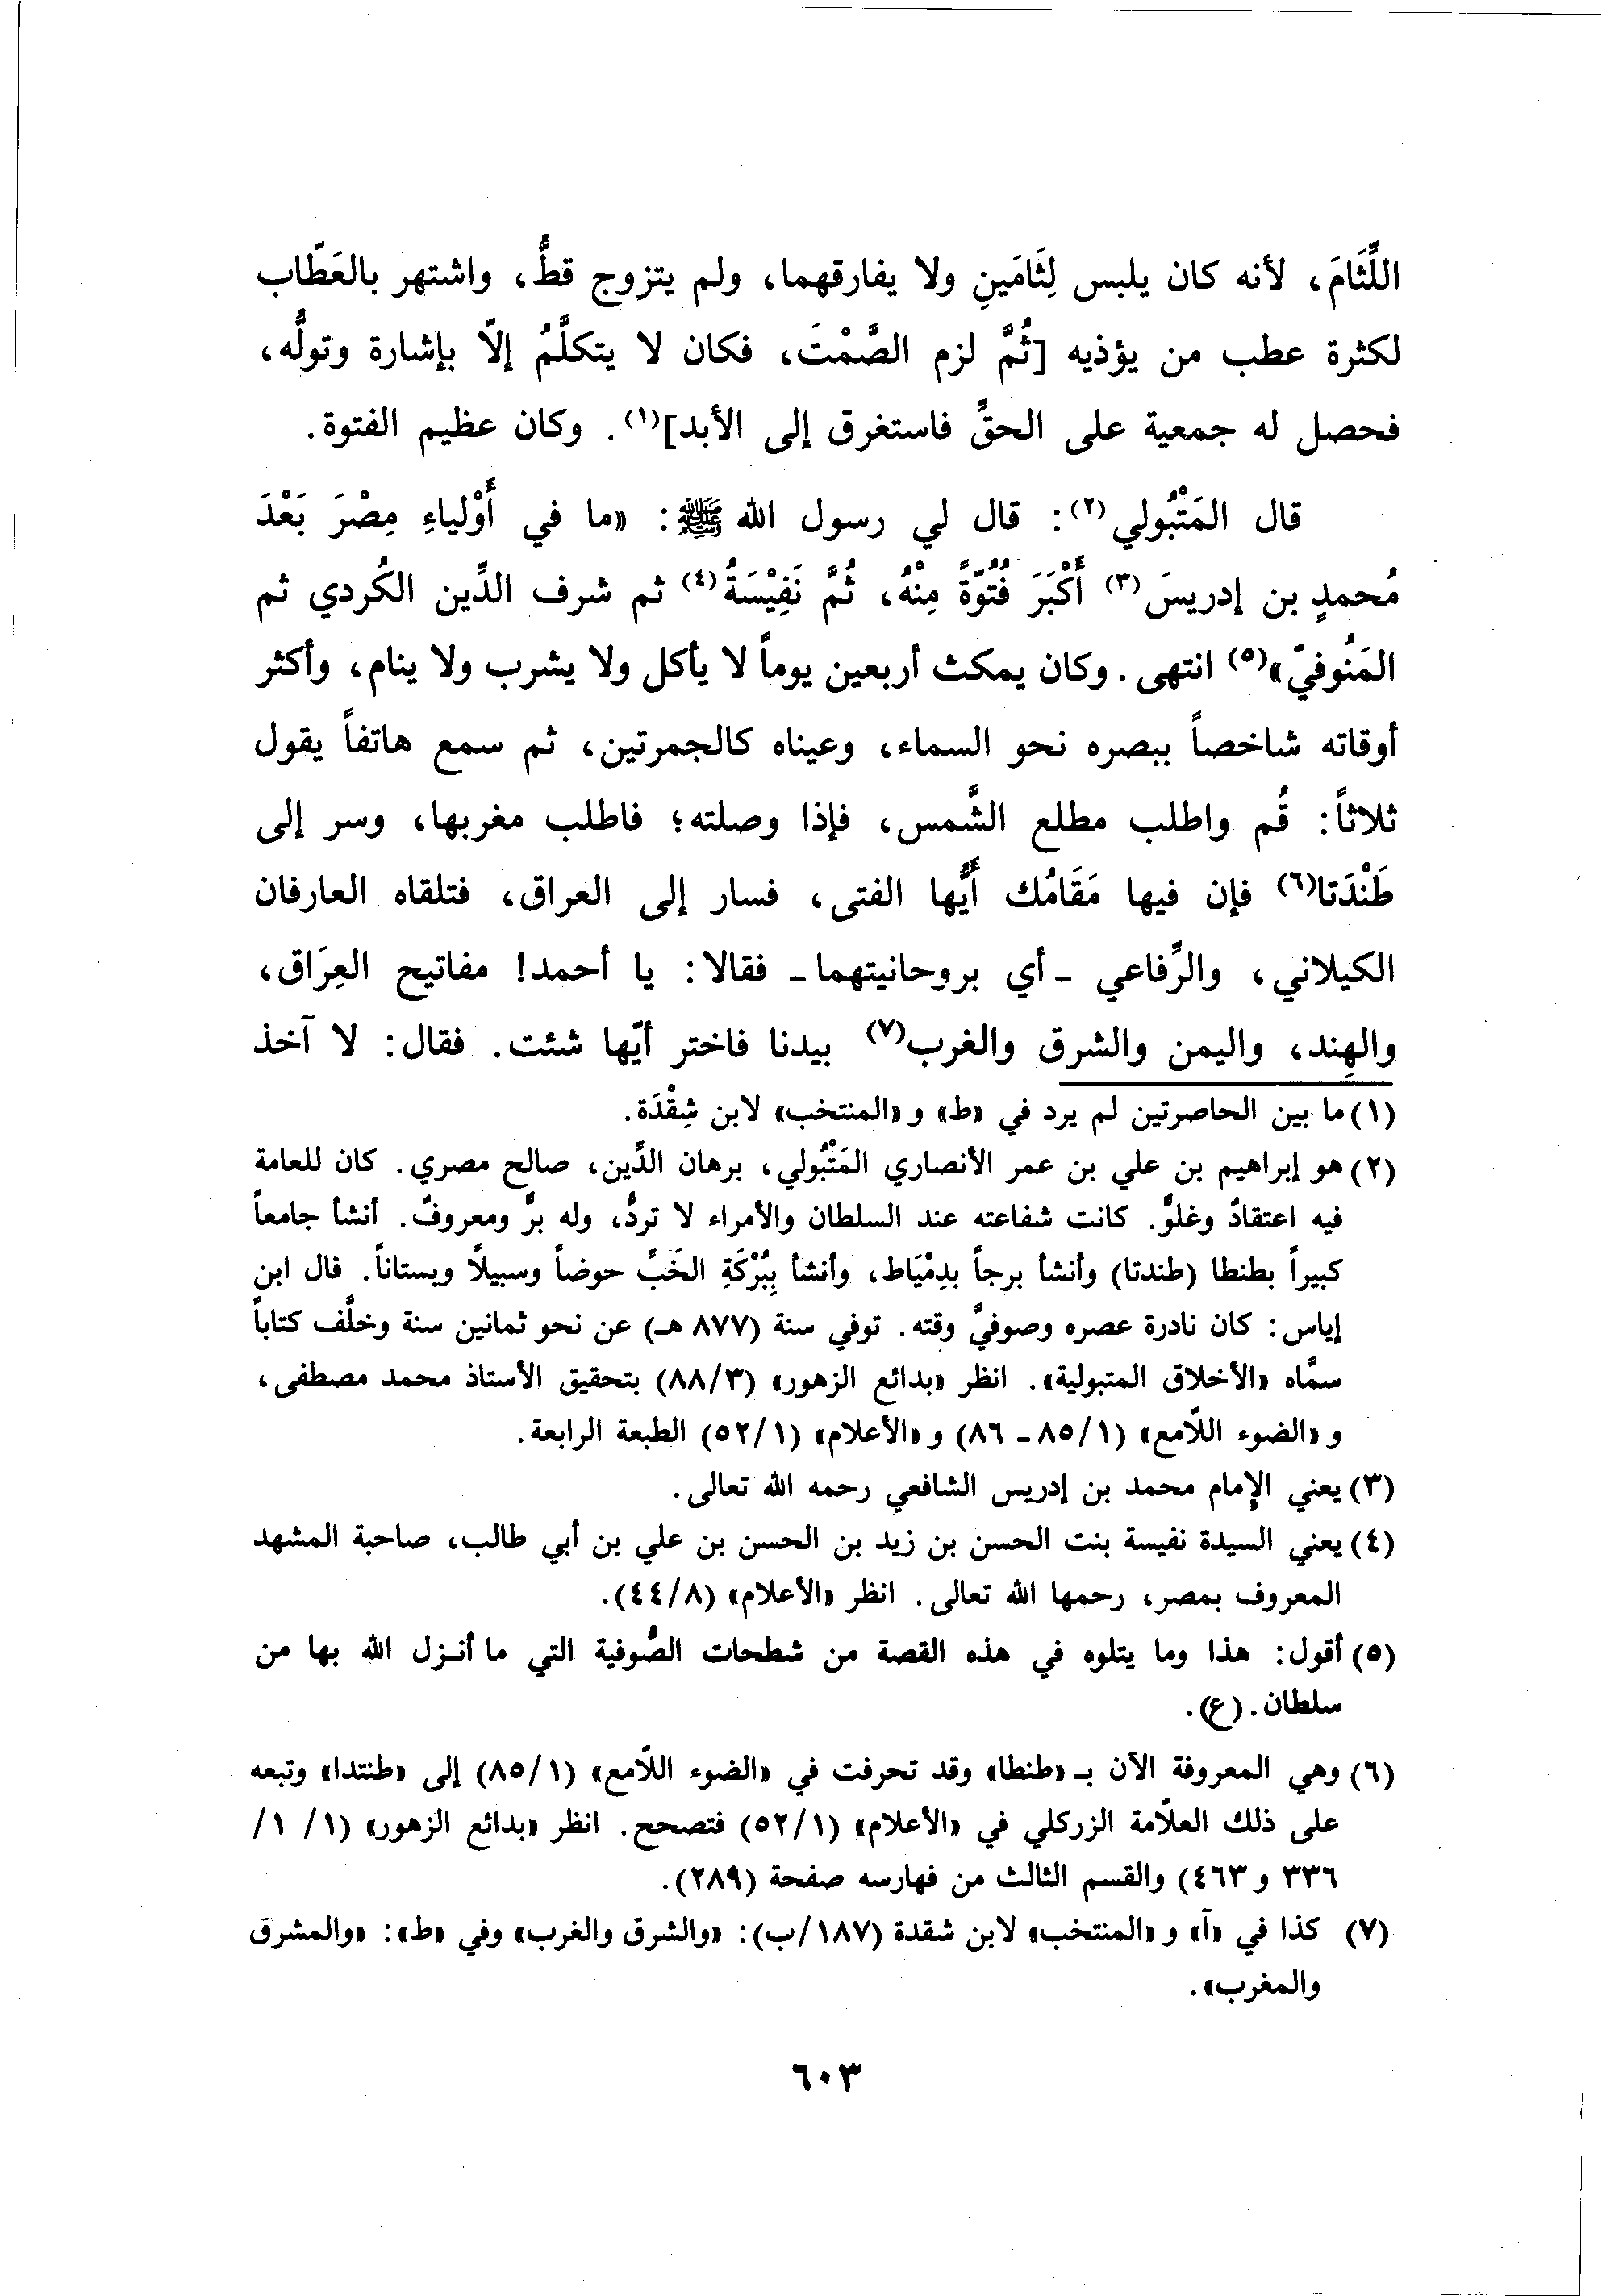 اللِّثَامَ، لأنه كان يلبس لِثَامَينِ ولا يفارقهما، ولم يتزوج قطُّ، واشتهر بالعَطّاب
لكثرة عطب من يؤذيه [ثُمَّ لزم الصَّمْتَ، فكان لا يتكلَّمُ إلاّ بإشارة وتولُّه،
فحصل له جمعية على الحقِّ فاستغرق إلى الأبد](١). وكان عظيم الفتوة.
قال المَتْبُولي(٢): قال لي رسول الله ﷺ: «ما في أَوْلياءِ مِصْرَ بَعْدَ
مُحمدٍ بن إدريسَ(٣) أَكْبَرَ فُتُوّةً مِنْهُ، ثُمَّ نَفِيْسَةُ(٤) ثم شرف الدِّين الكُردي ثم
المَنُوفيّ»(٥) انتهى. وكان يمكث أربعين يوماً لا يأكل ولا يشرب ولا ينام، وأكثر
أوقاته شاخصاً ببصره نحو السماء، وعيناه كالجمرتين، ثم سمع هاتفاً يقول
ثلاثاً: قُم واطلب مطلع الشَّمس، فإذا وصلته؛ فاطلب مغربها، وسر إلى
طَنْدَتا(٦) فإن فيها مَقَامُك أَيُّها الفتى، فسار إلى العراق، فتلقاه العارفان
الكيلاني، والرِّفاعي - أي بروحانيتهما - فقالا: يا أحمد! مفاتيح العِرَاق،
والهِند، واليمن والشرق والغرب(٧) بيدنا فاختر أيّها شئت. فقال: لا آخذ
(١) ما بين الحاصرتين لم يرد في «ط» و«المنتخب» لابن شِقْدَة.
(٢) هو إبراهيم بن علي بن عمر الأنصاري المَتْبُولي، برهان الدِّين، صالح مصري. كان للعامة
فيه اعتقادٌ وغلوٌّ. كانت شفاعته عند السلطان والأمراء لا تردُّ، وله برٌّ ومعروفٌ. أنشأ جامعاً
كبيراً بطنطا (طندتا) وأنشأ برجاً بدِمْيَاط، وأنشأ بِبُرْكَةِ الخَبِّ حوضاً وسبيلاً وبستاناً. قال ابن
إياس: كان نادرة عصره وصوفيَّ وقته. توفي سنة (٨٧٧ هـ) عن نحو ثمانين سنة وخلَّف كتاباً
سمَّاه «الأخلاق المتبولية». انظر «بدائع الزهور» (٨٨/٣) بتحقيق الأستاذ محمد مصطفى،
و«الضوء اللّامع» (٨٥/١ - ٨٦) و«الأعلام» (٥٢/١) الطبعة الرابعة.
(٣) يعني الإمام محمد بن إدريس الشافعي رحمه الله تعالى.
(٤) يعني السيدة نفيسة بنت الحسن بن زيد بن الحسن بن علي بن أبي طالب، صاحبة المشهد
المعروف بمصر، رحمها الله تعالى. انظر «الأعلام» (٤٤/٨).
(٥) أقول: هذا وما يتلوه في هذه القصة من شطحات الصُّوفية التي ما أنـزل الله بها من
سلطان. (ع).
(٦) وهي المعروفة الآن بـ«طنطا» وقد تحرفت في «الضوء اللّامع» (٨٥/١) إلى «طنتدا» وتبعه
على ذلك العلاّمة الزركلي في «الأعلام» (٥٢/١) فتصحح. انظر «بدائع الزهور» (١/ ١/
٣٣٦ و ٤٦٣) والقسم الثالث من فهارسه صفحة (٢٨٩).
(٧) كذا في «آ» و«المنتخب» لابن شقدة (١٨٧/ب): «والشرق والغرب» وفي «ط»: «والمشرق
والمغرب».
٦٠٣